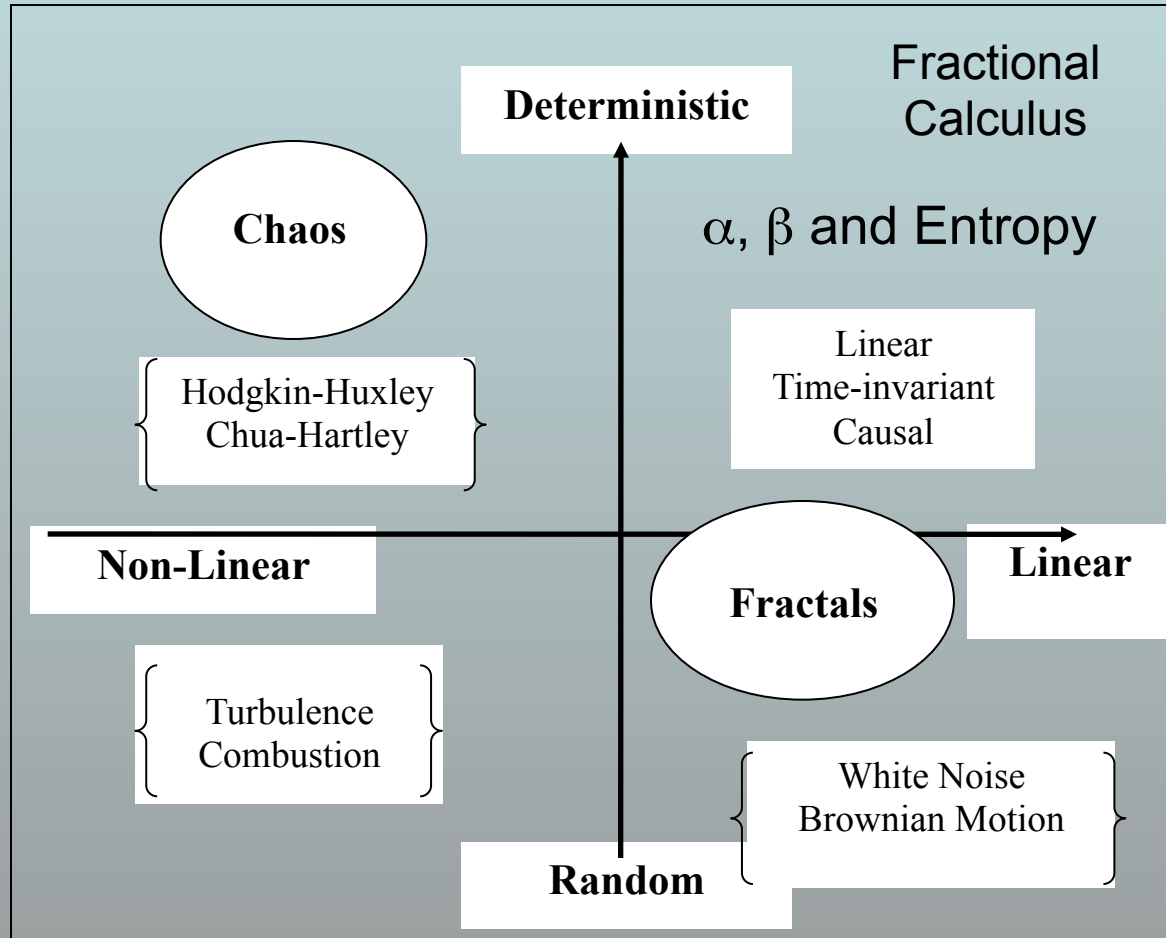 Fractional
Calculus
Deterministic
α, β and Entropy
Chaos
Linear
Time-invariant
Causal
Hodgkin-Huxley
Chua-Hartley
Non-Linear
Linear
Fractals
Turbulence
Combustion
White Noise
Brownian Motion
Random